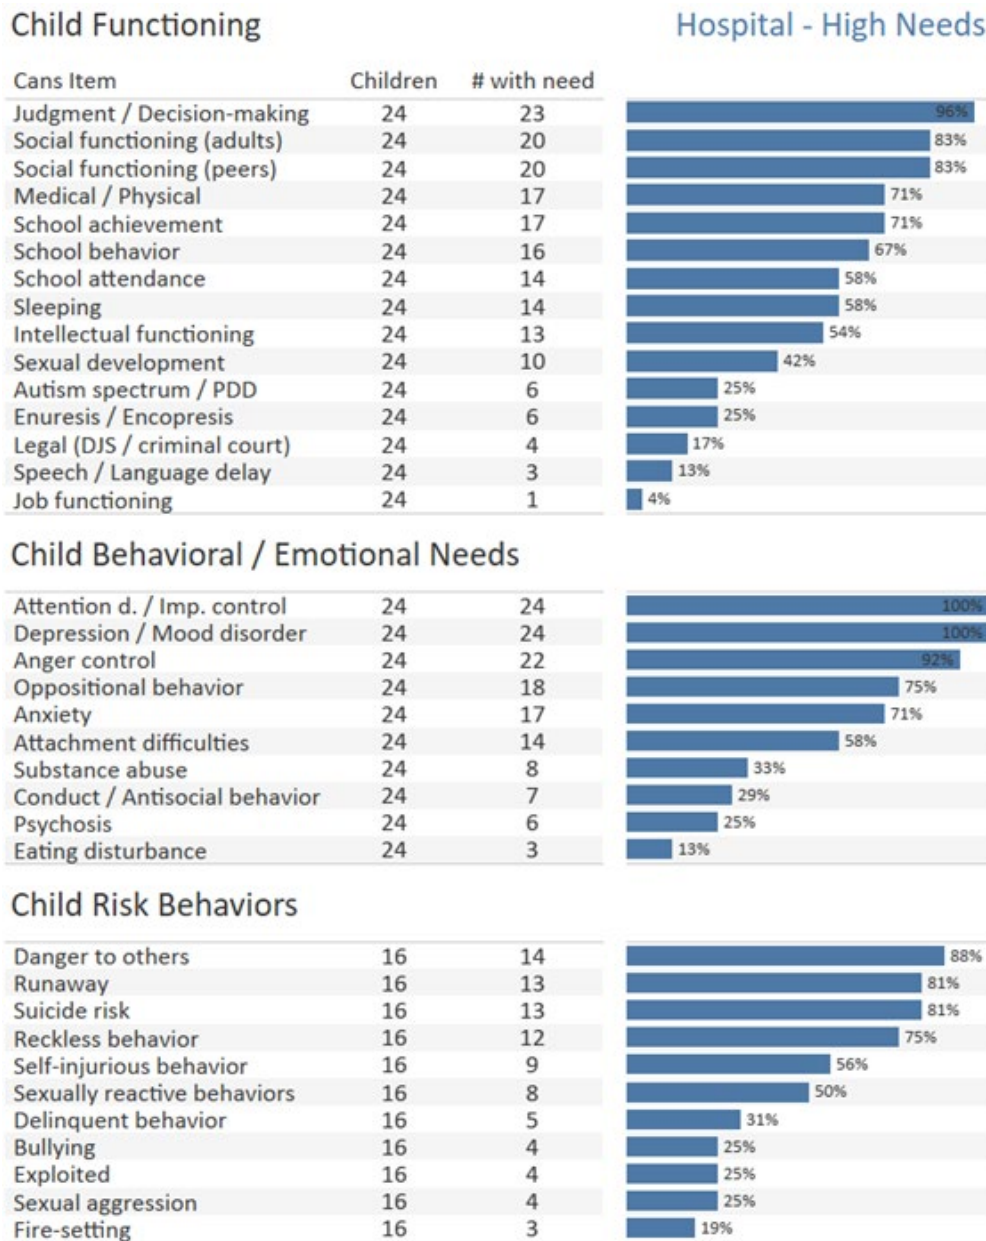 Child Functioning Hospital - High Needs
Cans Item Children # with need
Judgment / Decision-making 24 23 96%
Social functioning (adults) 24 20 83%
Social functioning (peers) 24 20 83%
Medical / Physical 24 17 71%
School achievement 24 17 71%
School behavior 24 16 67%
School attendance 24 14 58%
Sleeping 24 14 58%
Intellectual functioning 24 13 54%
Sexual development 24 10 42%
Autism spectrum / PDD 24 6 25%
Enuresis / Encopresis 24 6 25%
Legal (DJS / criminal court) 24 4 17%
Speech / Language delay 24 3 13%
Job functioning 24 1 4%
Child Behavioral / Emotional Needs
Attention d. / Imp. control 24 24 100%
Depression / Mood disorder 24 24 100%
Anger control 24 22 92%
Oppositional behavior 24 18 75%
Anxiety 24 17 71%
Attachment difficulties 24 14 58%
Substance abuse 24 8 33%
Conduct / Antisocial behavior 24 7 29%
Psychosis 24 6 25%
Eating disturbance 24 3 13%
Child Risk Behaviors
Danger to others 16 14 88%
Runaway 16 13 81%
Suicide risk 16 13 81%
Reckless behavior 16 12 75%
Self-injurious behavior 16 9 56%
Sexually reactive behaviors 16 8 50%
Delinquent behavior 16 5 31%
Bullying 16 4 25%
Exploited 16 4 25%
Sexual aggression 16 4 25%
Fire-setting 16 3 19%